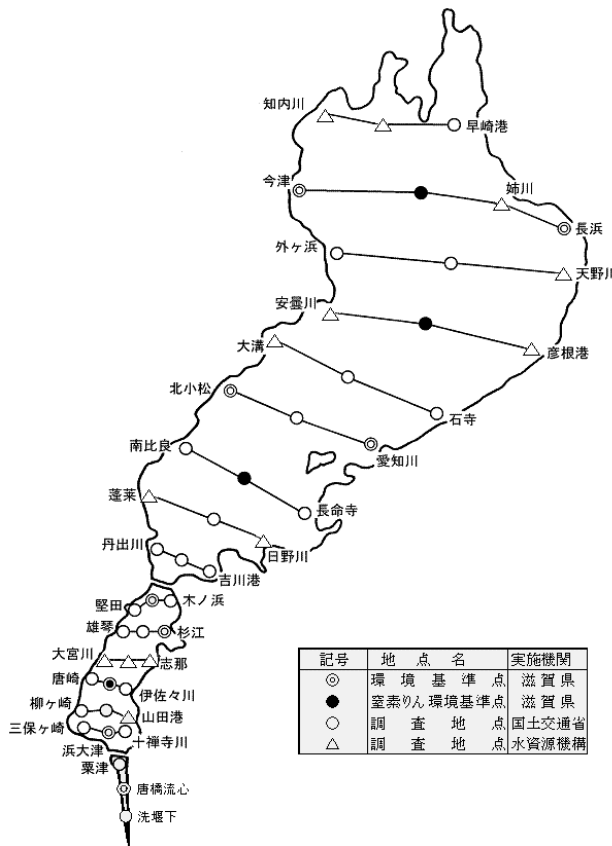 知内川
早崎港
今津
姉川
長浜
外ヶ浜
天野川
安曇川
彦根港
大溝
北小松
石寺
愛知川
南比良
蓬莱
長命寺
日野川
丹出川
吉川港
堅田
木ノ浜
雄琴
杉江
大宮川
志那
唐崎
伊佐々川
柳ヶ崎
山田港
三保ヶ崎
十禅寺川
浜大津
粟津
唐橋流心
洗堰下
記号 地点名 実施機関
◎ 環境基準点 滋賀県
● 窒素りん環境基準点 滋賀県
○ 調査地点 国土交通省
△ 調査地点 水資源機構